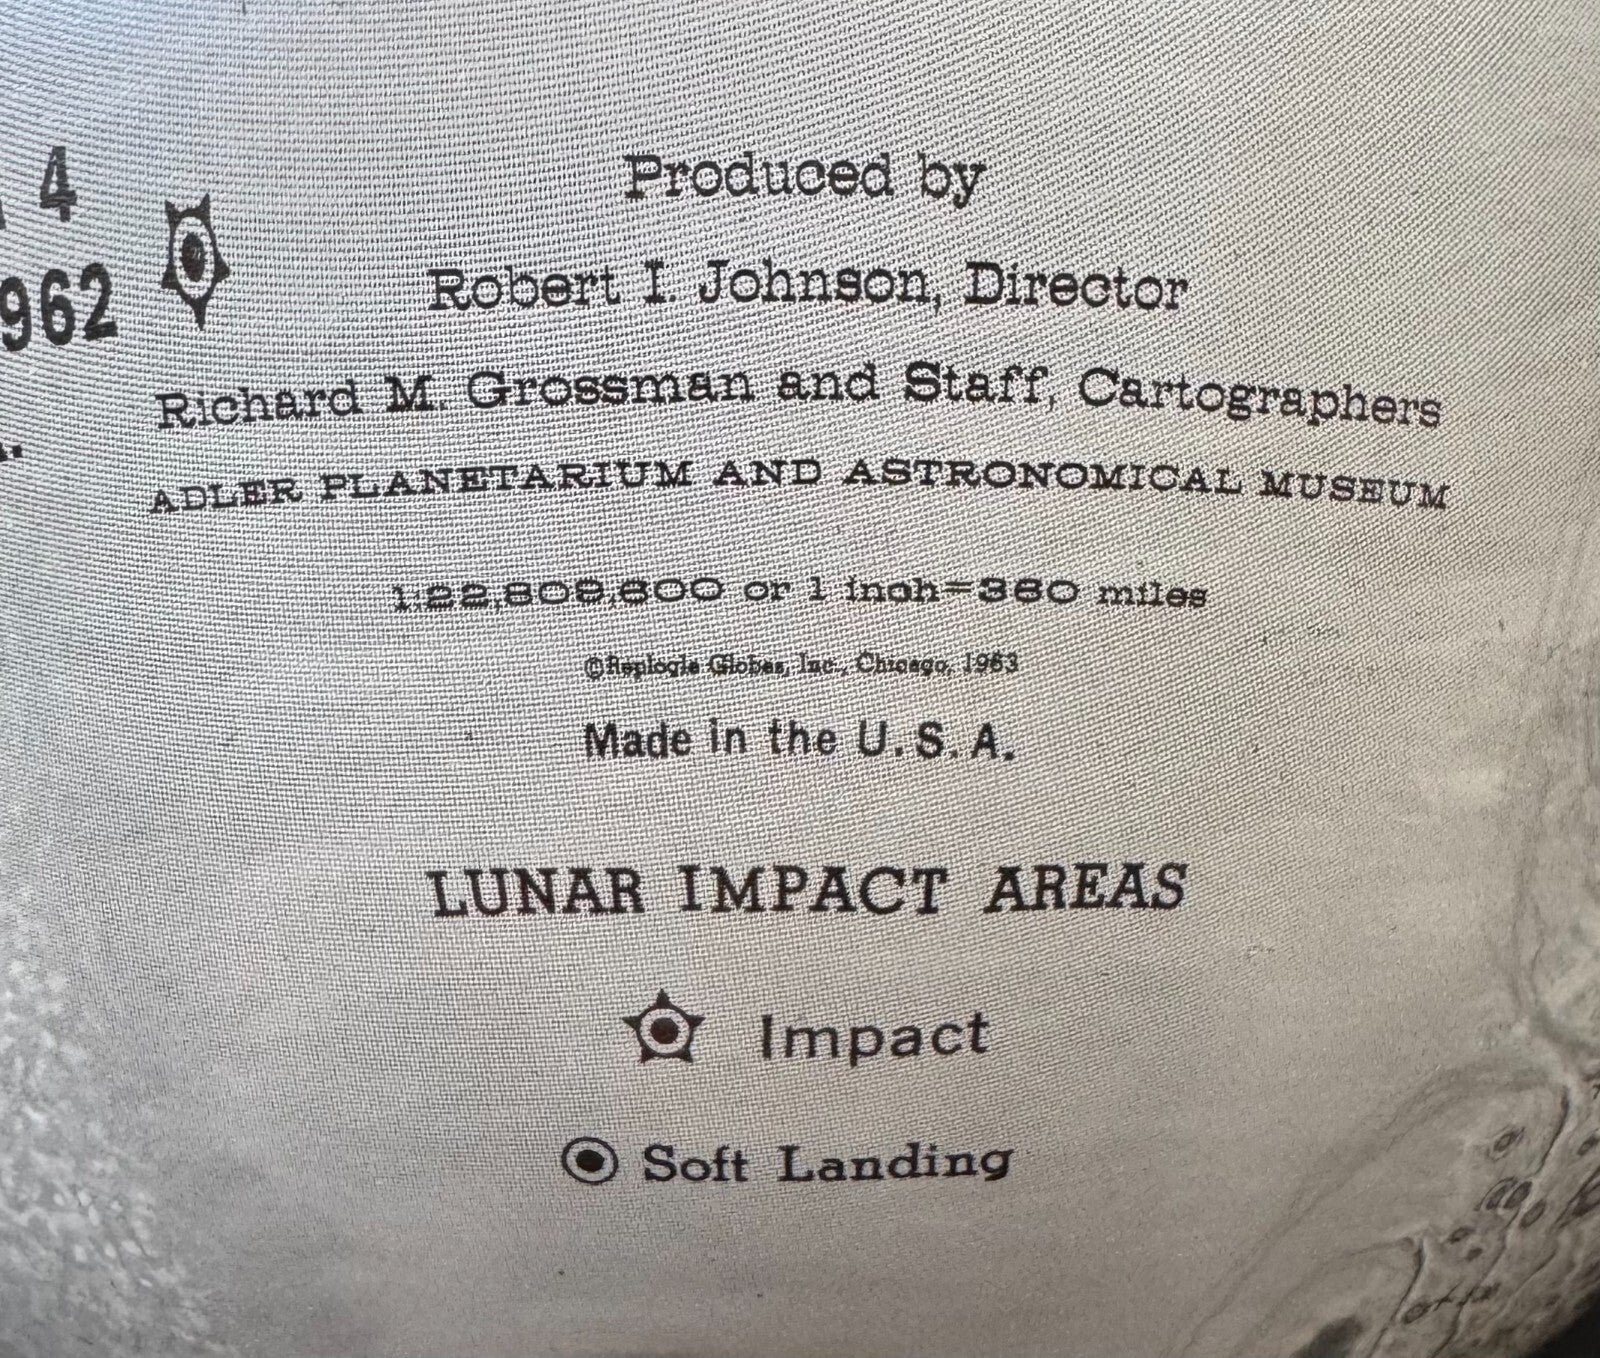 4
962
Produced by
Robert I. Johnson, Director
Richard M. Grossman and Staff, Cartographers
ADLER PLANETARIUM AND ASTRONOMICAL MUSEUM
1:22,809,600 or 1 inch=360 miles
©Replogle Globes, Inc., Chicago, 1963
Made in the U.S.A.
LUNAR IMPACT AREAS
Impact
Soft Landing